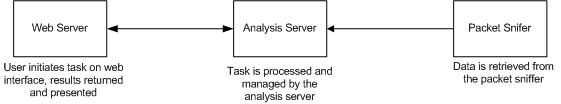 Web Server
Analysis Server
Packet Snifer
User initiates task on web
interface, results returned
and presented
Task is processed and
managed by the
analysis server
Data is retrieved from
the packet sniffer